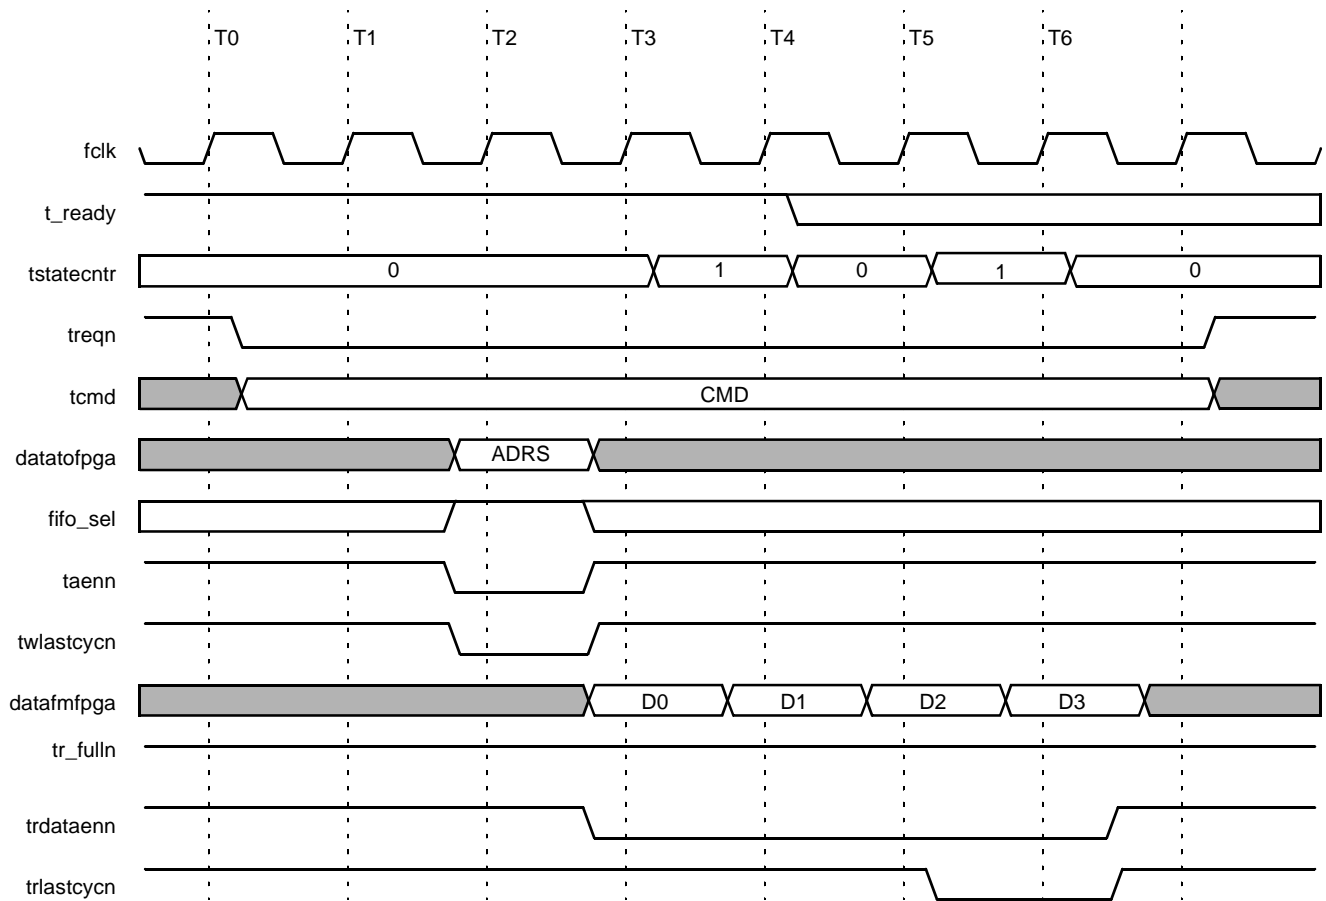 T0 T1 T2 T3 T4 T5 T6
fclk
t_ready
tstatecntr 0 1 0 1 0
treqn
tcmd CMD
datatofpga ADRS
fifo_sel
taenn
twlastcycn
datafmfpga D0 D1 D2 D3
tr_fulln
trdataenn
trlastcycn